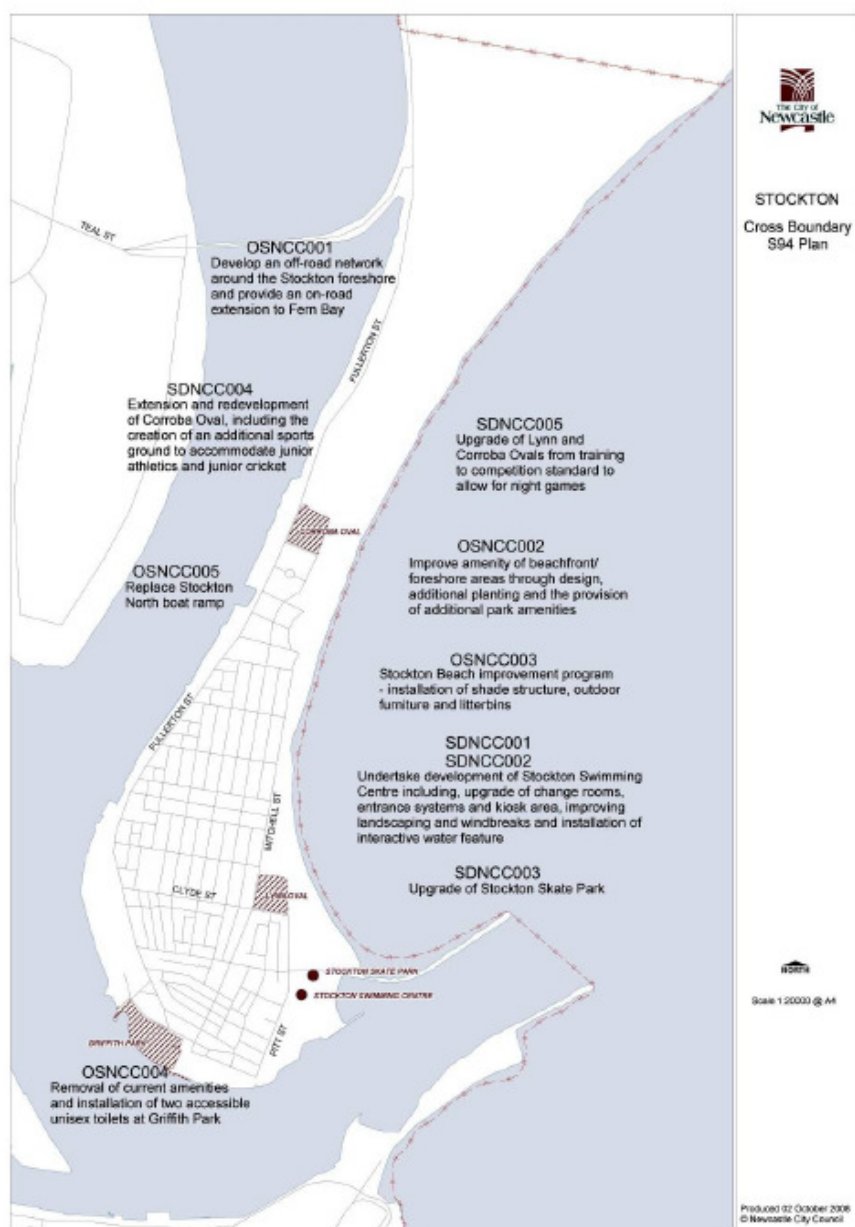 The City of
Newcastle
STOCKTON
Cross Boundary
S94 Plan
TEAL ST
OSNCC001
Develop an off-road network
around the Stockton foreshore
and provide an on-road
extension to Fern Bay
FULLERTON ST
SDNCC004
Extension and redevelopment
of Corroba Oval, including the
creation of an additional sports
ground to accommodate junior
athletics and junior cricket
SDNCC005
Upgrade of Lynn and
Corroba Ovals from training
to competition standard to
allow for night games
CORROBA OVAL
OSNCC002
Improve amenity of beachfront/
foreshore areas through design,
additional planting and the provision
of additional park amenities
OSNCC005
Replace Stockton
North boat ramp
OSNCC003
Stockton Beach improvement program
- installation of shade structure, outdoor
furniture and litterbins
FULLERTON ST
SDNCC001
SDNCC002
Undertake development of Stockton Swimming
Centre including, upgrade of change rooms,
entrance systems and kiosk area, improving
landscaping and windbreaks and installation of
interactive water feature
MITCHELL ST
SDNCC003
Upgrade of Stockton Skate Park
CLYDE ST
LYNN OVAL
STOCKTON SKATE PARK
STOCKTON SWIMMING CENTRE
NORTH
Scale 1:20000 @ A4
GRIFFITH PARK
PITT ST
OSNCC004
Removal of current amenities
and installation of two accessible
unisex toilets at Griffith Park
Produced 02 October 2008
© Newcastle City Council